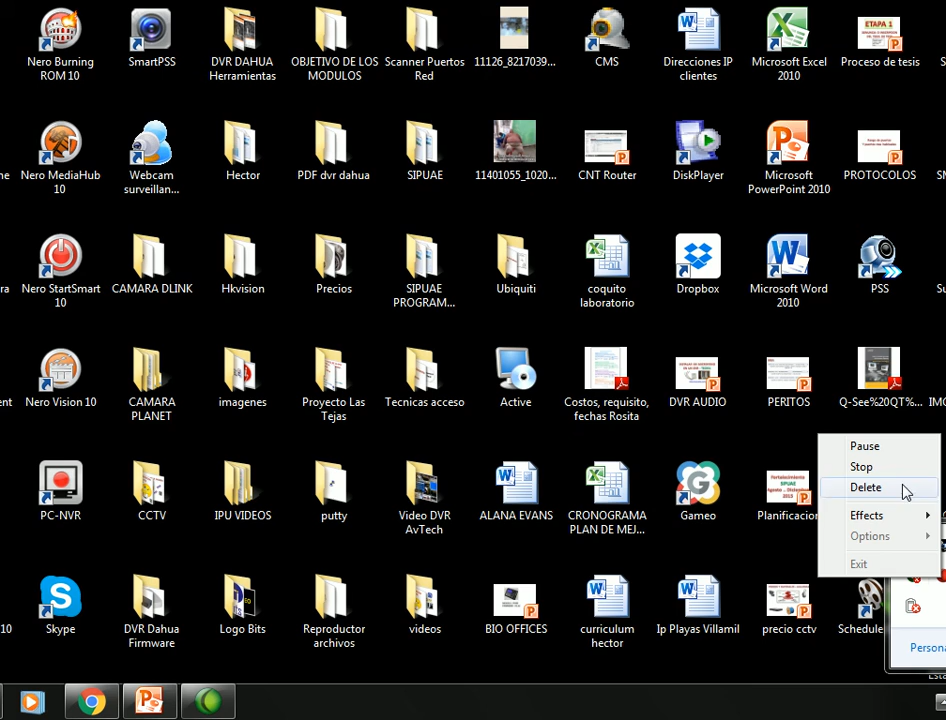 Nero Burning
ROM 10
SmartPSS
DVR DAHUA
Herramientas
OBJETIVO DE LOS
MODULOS
Scanner Puertos
Red
11126_8217039...
CMS
Direcciones IP
clientes
Microsoft Excel
2010
ETAPA 1
Proceso de tesis
Nero MediaHub
10
Webcam
surveillan...
Hector
PDF dvr dahua
SIPUAE
11401055_1020...
CNT Router
DiskPlayer
Microsoft
PowerPoint 2010
PROTOCOLOS
Nero StartSmart
10
CAMARA DLINK
Hkvision
Precios
SIPUAE
PROGRAM...
Ubiquiti
coquito
laboratorio
Dropbox
Microsoft Word
2010
PSS
Nero Vision 10
CAMARA
PLANET
imagenes
Proyecto Las
Tejas
Tecnicas acceso
Active
Costos, requisito,
fechas Rosita
DVR AUDIO
PERITOS
Q-See%20QT%...
IMC
PC-NVR
CCTV
IPU VIDEOS
putty
Video DVR
AvTech
ALANA EVANS
CRONOGRAMA
PLAN DE MEJ...
Gameo
Planificacion
Pause
Stop
Delete
Effects
Options
Exit
10
Skype
DVR Dahua
Firmware
Logo Bits
Reproductor
archivos
videos
BIO OFFICES
curriculum
hector
Ip Playas Villamil
precio cctv
Schedule
Persona